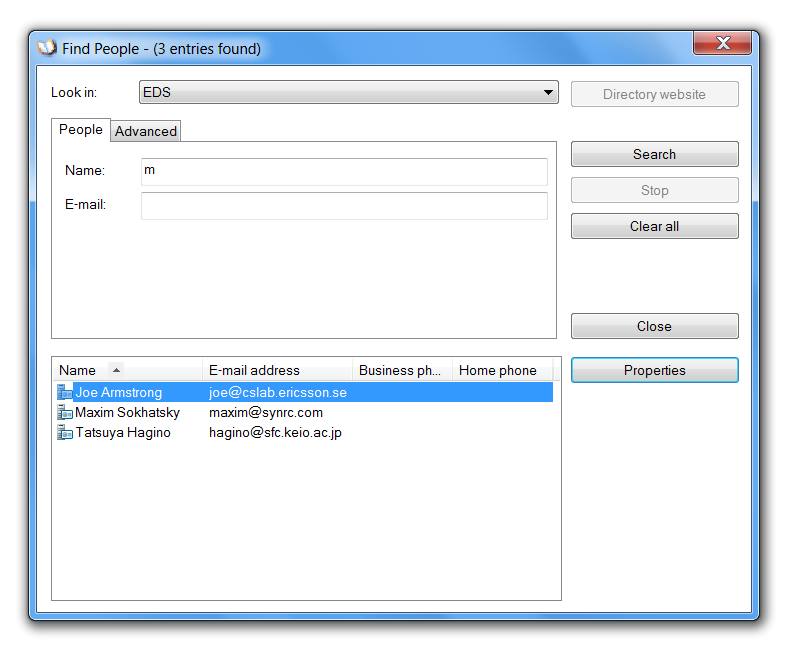 Find People - (3 entries found)
Look in:
EDS
Directory website
People
Advanced
Name:
m
E-mail:
Search
Stop
Clear all
Close
Properties
Name E-mail address Business ph... Home phone
Joe Armstrong joe@cslab.ericsson.se
Maxim Sokhatsky maxim@synrc.com
Tatsuya Hagino hagino@sfc.keio.ac.jp